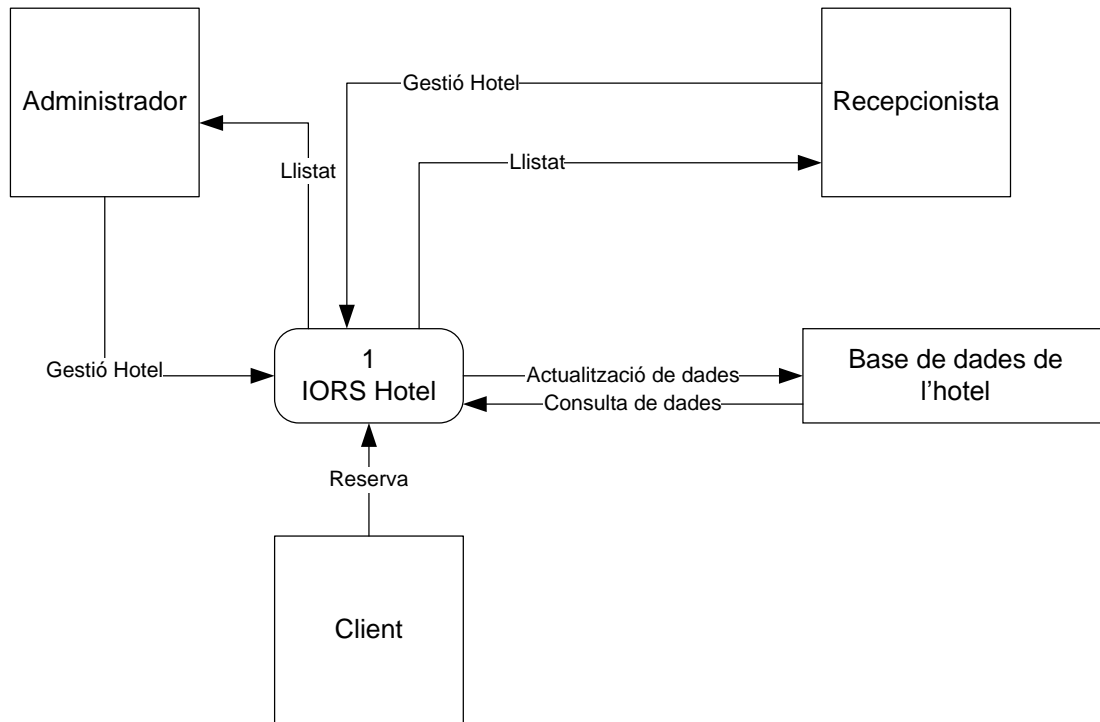 Administrador
Gestió Hotel
Recepcionista
Llistat
Llistat
1
IORS Hotel
Gestió Hotel
Actualització de dades
Consulta de dades
Base de dades de
l’hotel
Reserva
Client